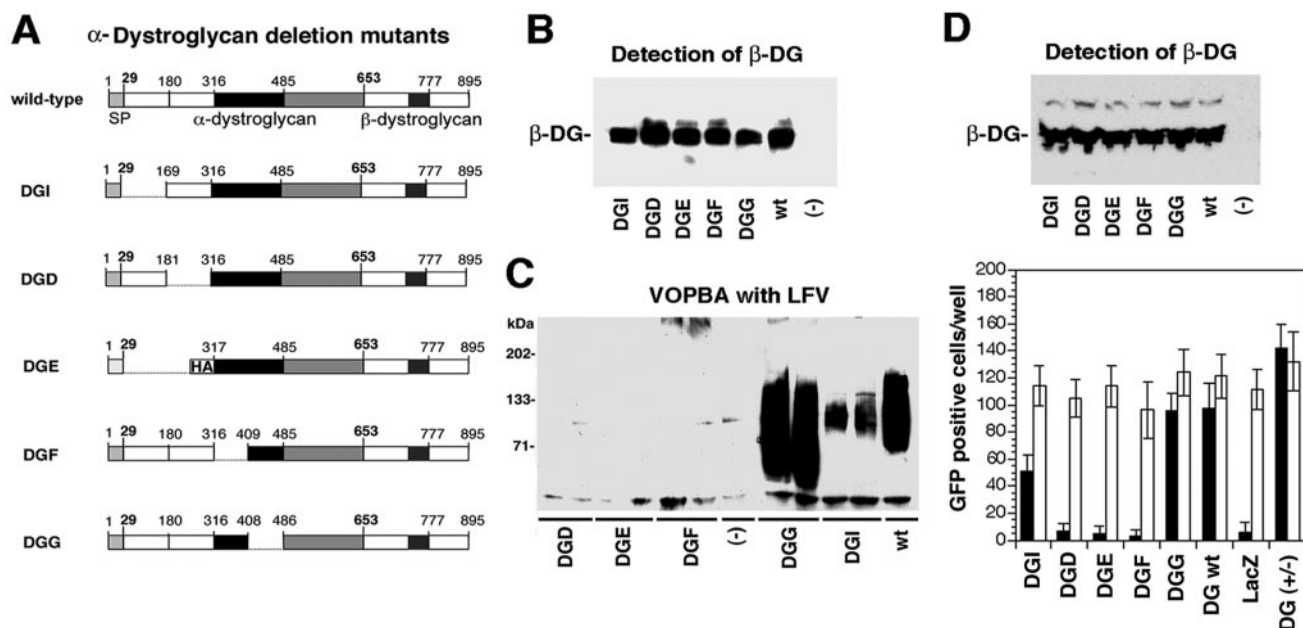 A
α-Dystroglycan deletion mutants
1 29 180 316 485 653 777 895
wild-type
SP α-dystroglycan β-dystroglycan
1 29 169 316 485 653 777 895
DGI
1 29 181 316 485 653 777 895
DGD
1 29 317 485 653 777 895
DGE
HA
1 29 180 316 409 485 653 777 895
DGF
1 29 180 316 408 486 653 777 895
DGG
B
Detection of β-DG
β-DG-
DGI DGD DGE DGF DGG wt (-)
C
VOPBA with LFV
kDa
202-
133-
71-
DGD DGE DGF (-) DGG DGI wt
D
Detection of β-DG
β-DG-
DGI DGD DGE DGF DGG wt (-)
GFP positive cells/well
200
180
160
140
120
100
80
60
40
20
0
DGI DGD DGE DGF DGG DG wt LacZ DG (+/-)